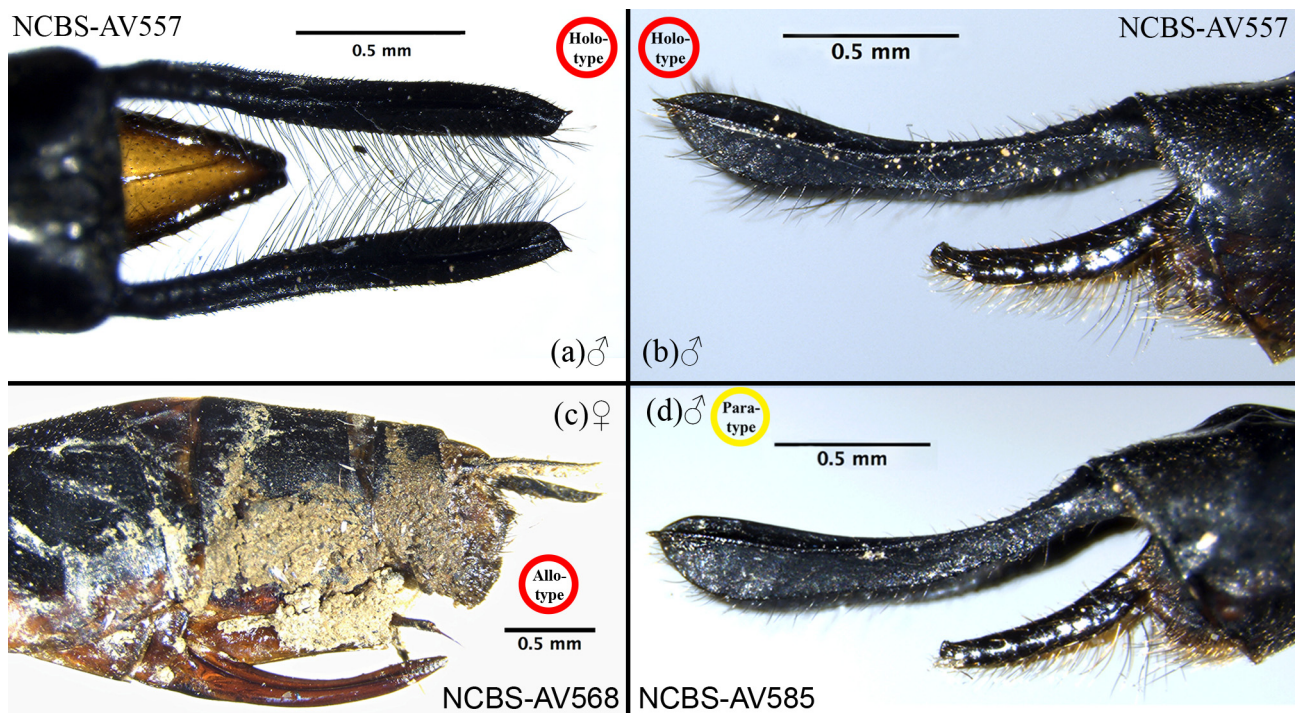 NCBS-AV557
0.5 mm
Holo-
type
(a)♂
Holo-
type
0.5 mm
NCBS-AV557
(b)♂
(c)♀
Allo-
type
0.5 mm
NCBS-AV568
(d)♂
Para-
type
0.5 mm
NCBS-AV585